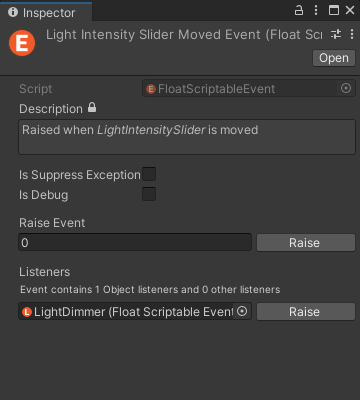 Inspector
Light Intensity Slider Moved Event (Float Scr
Open
Script
FloatScriptableEvent
Description
Raised when LightIntensitySlider is moved
Is Suppress Exception
Is Debug
Raise Event
0
Raise
Listeners
Event contains 1 Object listeners and 0 other listeners
LightDimmer (Float Scriptable Event
Raise